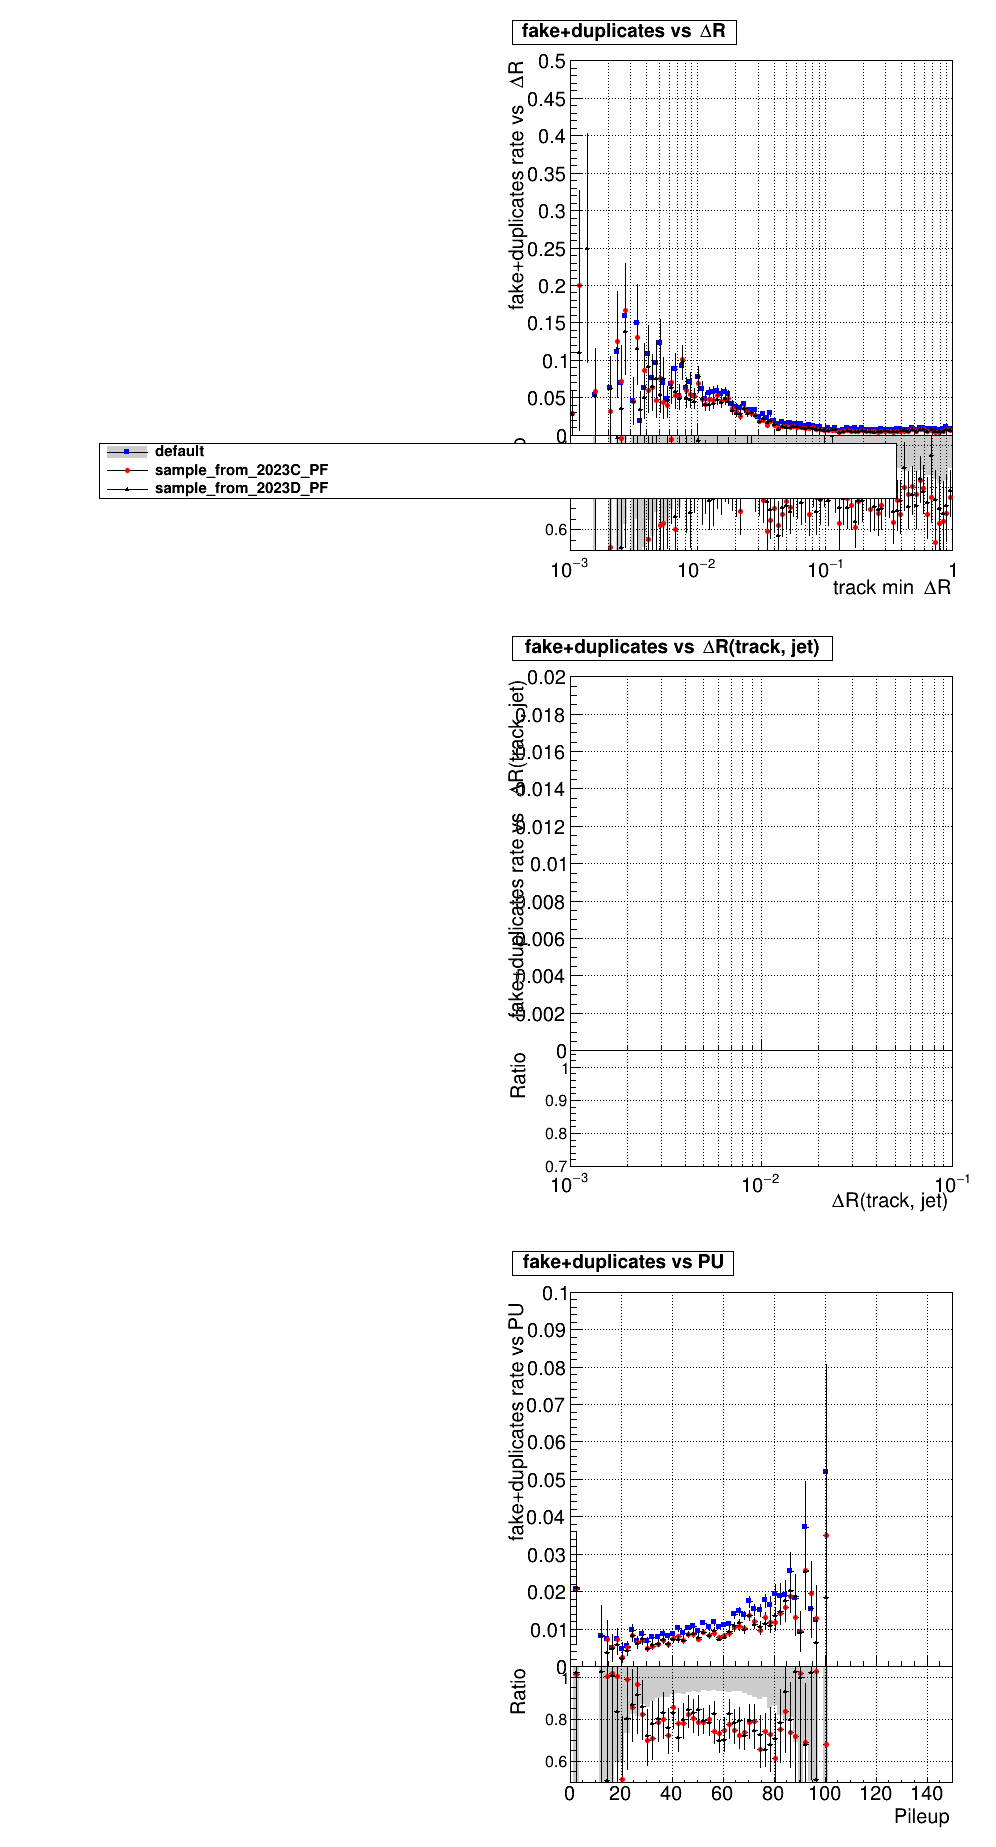 fake+duplicates vs ΔR
fake+duplicates rate vs ΔR
0.5
0.45
0.4
0.35
0.3
0.25
0.2
0.15
0.1
0.05
0
default
sample_from_2023C_PF
sample_from_2023D_PF
0.6
10⁻³ 10⁻² 10⁻¹ 1
track min ΔR
fake+duplicates vs ΔR(track, jet)
fake+duplicates rate vs ΔR(track, jet)
0.02
0.018
0.016
0.014
0.012
0.01
0.008
0.006
0.004
0.002
0
Ratio
1
0.9
0.8
0.7
10⁻³ 10⁻² 10⁻¹
ΔR(track, jet)
fake+duplicates vs PU
fake+duplicates rate vs PU
0.1
0.09
0.08
0.07
0.06
0.05
0.04
0.03
0.02
0.01
0
Ratio
1
0.8
0.6
0 20 40 60 80 100 120 140
Pileup